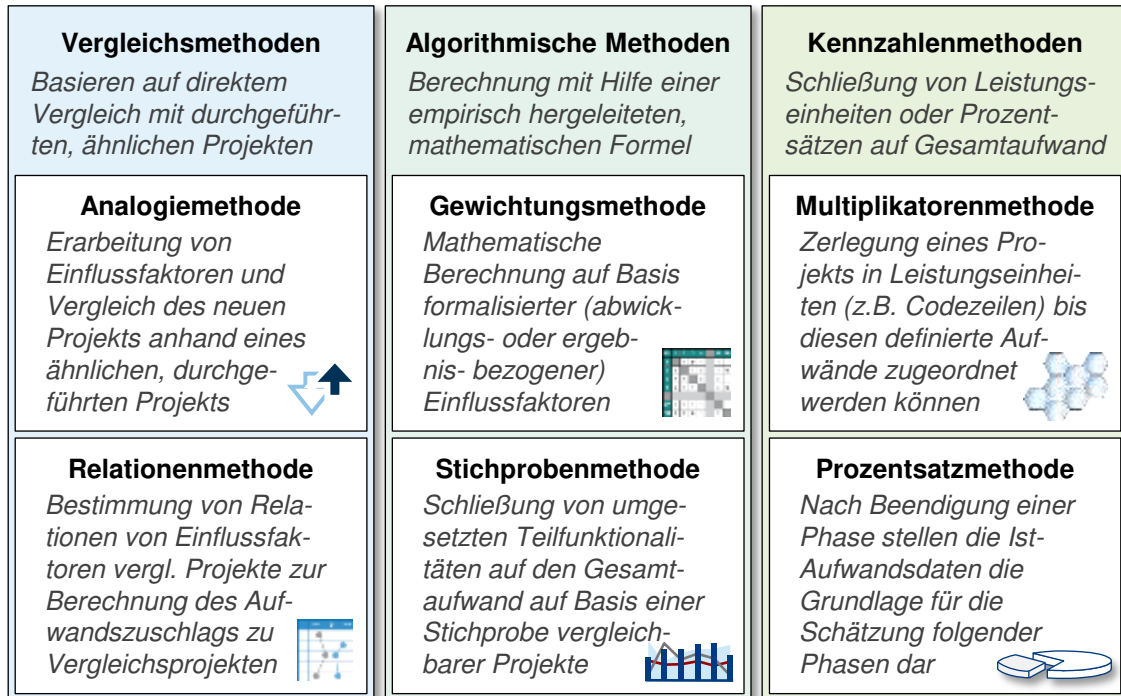 Vergleichsmethoden
Basieren auf direktem
Vergleich mit durchgeführ-
ten, ähnlichen Projekten
Analogiemethode
Erarbeitung von
Einflussfaktoren und
Vergleich des neuen
Projekts anhand eines
ähnlichen, durchge-
führten Projekts
Relationenmethode
Bestimmung von Rela-
tionen von Einflussfak-
toren vergl. Projekte zur
Berechnung des Auf-
wandszuschlags zu
Vergleichsprojekten
Algorithmische Methoden
Berechnung mit Hilfe einer
empirisch hergeleiteten,
mathematischen Formel
Gewichtungsmethode
Mathematische
Berechnung auf Basis
formalisierter (abwick-
lungs- oder ergeb-
nis- bezogener)
Einflussfaktoren
Stichprobenmethode
Schließung von umge-
setzten Teilfunktionali-
täten auf den Gesamt-
aufwand auf Basis einer
Stichprobe vergleich-
barer Projekte
Kennzahlenmethoden
Schließung von Leistungs-
einheiten oder Prozent-
sätzen auf Gesamtaufwand
Multiplikatorenmethode
Zerlegung eines Pro-
jekts in Leistungseinhei-
ten (z.B. Codezeilen) bis
diesen definierte Auf-
wände zugeordnet
werden können
Prozentsatzmethode
Nach Beendigung einer
Phase stellen die Ist-
Aufwandsdaten die
Grundlage für die
Schätzung folgender
Phasen dar